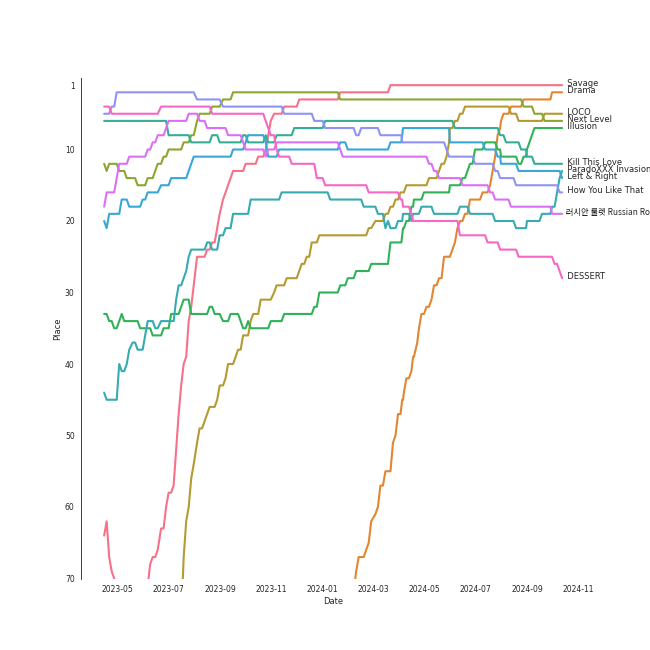 1
10
20
30
40
50
60
70
Place
2023-05
2023-07
2023-09
2023-11
2024-01
2024-03
2024-05
2024-07
2024-09
2024-11
Date
Savage
Drama
LOCO
Next Level
Illusion
Kill This Love
ParadoXXX Invasion
Left & Right
How You Like That
러시안 룰렛 Russian Ro
DESSERT